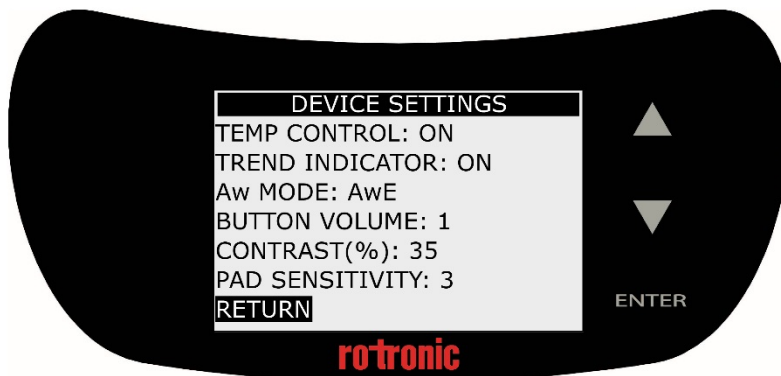 DEVICE SETTINGS
TEMP CONTROL: ON
TREND INDICATOR: ON
Aw MODE: AwE
BUTTON VOLUME: 1
CONTRAST(%): 35
PAD SENSITIVITY: 3
RETURN
ENTER
rotronic